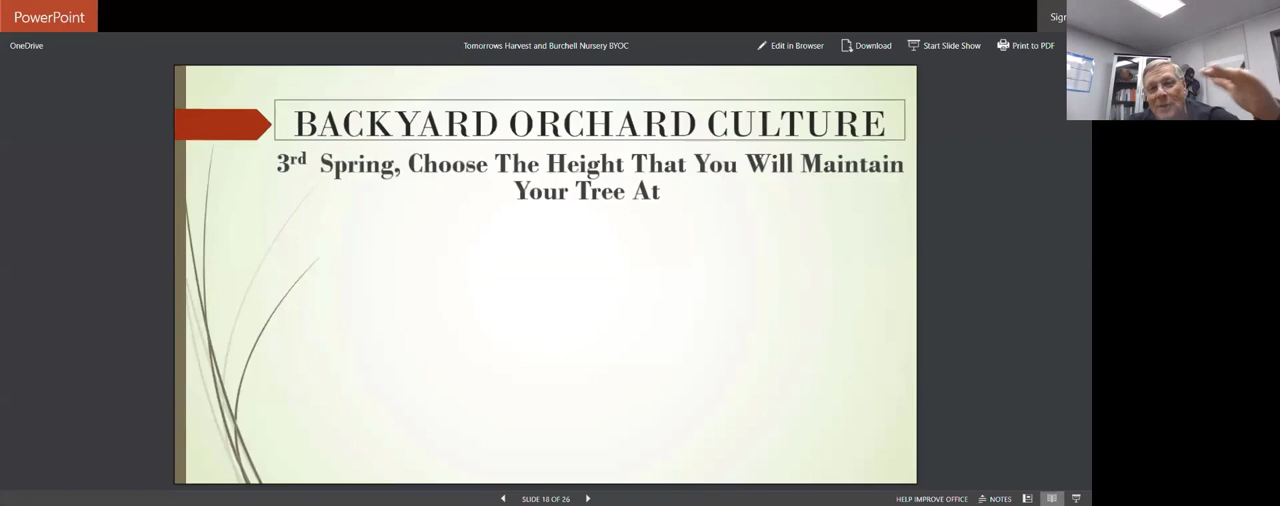 PowerPoint
Sign
OneDrive
Tomorrows Harvest and Burchell Nursery BYOC
Edit in Browser
Download
Start Slide Show
Print to PDF
BACKYARD ORCHARD CULTURE
3rd Spring, Choose The Height That You Will Maintain
Your Tree At
SLIDE 18 OF 26
HELP IMPROVE OFFICE
NOTES